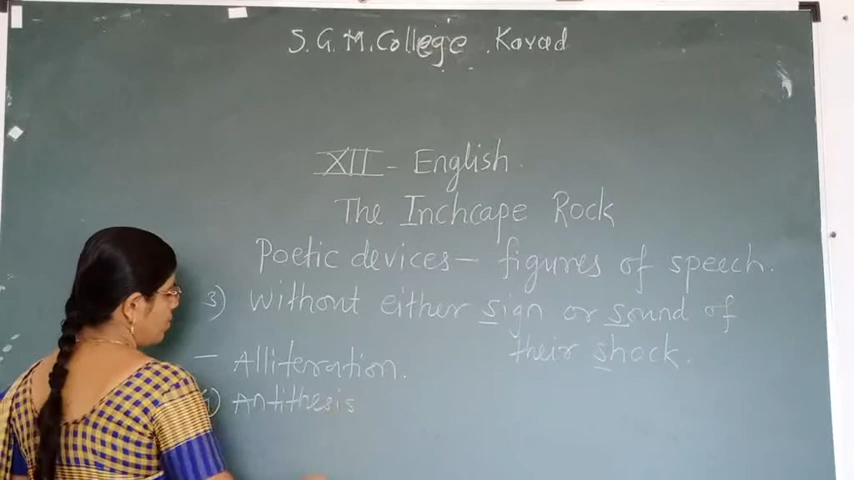 S.G.M.College .Kovad
XII - English.
The Inchcape Rock
Poetic devices- figures of speech.
3) Without either sign or sound of
their shock.
- Alliteration.
) Antithesis